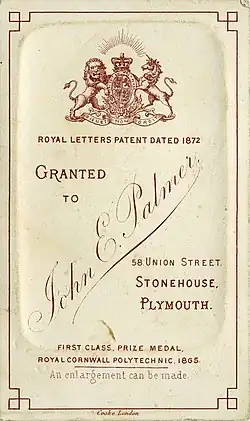 ROYAL LETTERS PATENT DATED 1872
GRANTED
TO
John E. Palmer,
58 UNION STREET,
STONEHOUSE,
PLYMOUTH.
FIRST CLASS, PRIZE MEDAL,
ROYAL CORNWALL POLYTECHNIC, 1865.
An enlargement can be made.
Cooke London